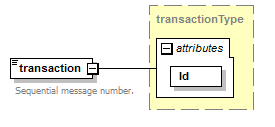 transactionType
attributes
transaction
Id
Sequential message number.